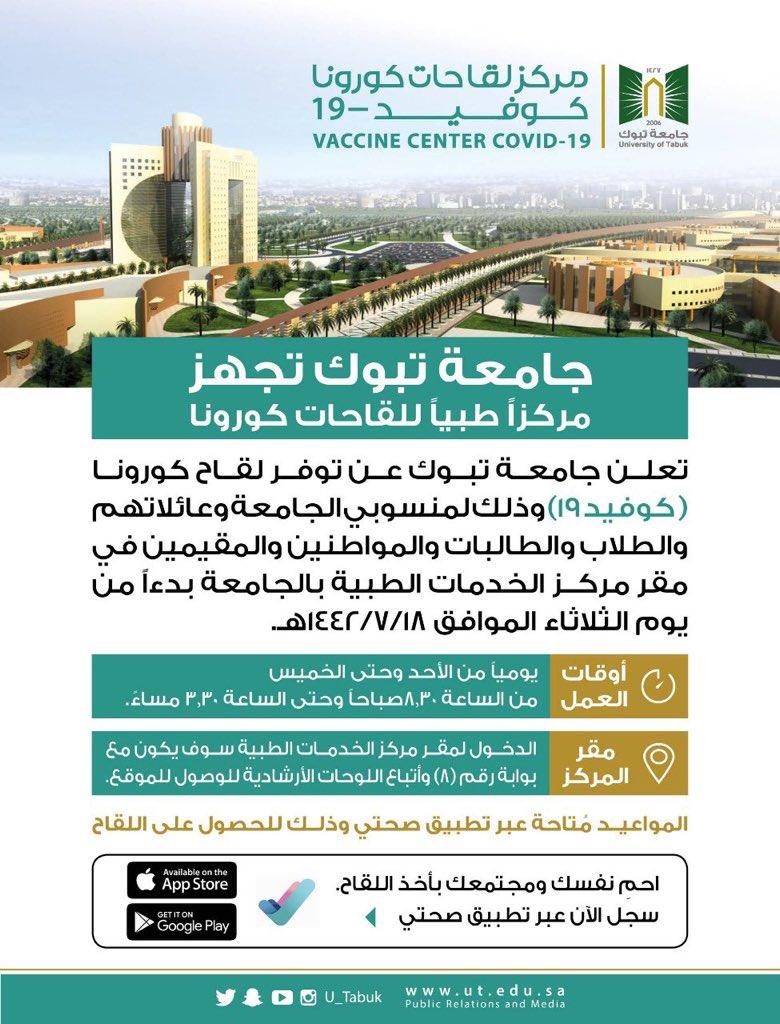 مركز لقاحات كورونا
كوفيد -19
VACCINE CENTER COVID-19
١٤٢٧
2006
جامعة تبوك
University of Tabuk
جامعة تبوك تجهز
مركزاً طبياً للقاحات كورونا
تعلن جامعة تبوك عن توفر لقاح كورونا
(كوفيد ١٩) وذلك لمنسوبي الجامعة وعائلاتهم
والطلاب والطالبات والمواطنين والمقيمين في
مقر مركز الخدمات الطبية بالجامعة بدءاً من
يوم الثلاثاء الموافق ١٤٤٢/٧/١٨هـ.
أوقات
العمل
يومياً من الأحد وحتى الخميس
من الساعة ٨,٣٠صباحاً وحتى الساعة ٣,٣٠ مساءً.
مقر
المركز
الدخول لمقر مركز الخدمات الطبية سوف يكون مع
بوابة رقم (٨) وأتباع اللوحات الأرشادية للوصول للموقع.
المواعيد مُتاحة عبر تطبيق صحتي وذلك للحصول على اللقاح
احمِ نفسك ومجتمعك بأخذ اللقاح.
سجل الآن عبر تطبيق صحتي
Available on the
App Store
GET IT ON
Google Play
U_Tabuk
www.ut.edu.sa
Public Relations and Media